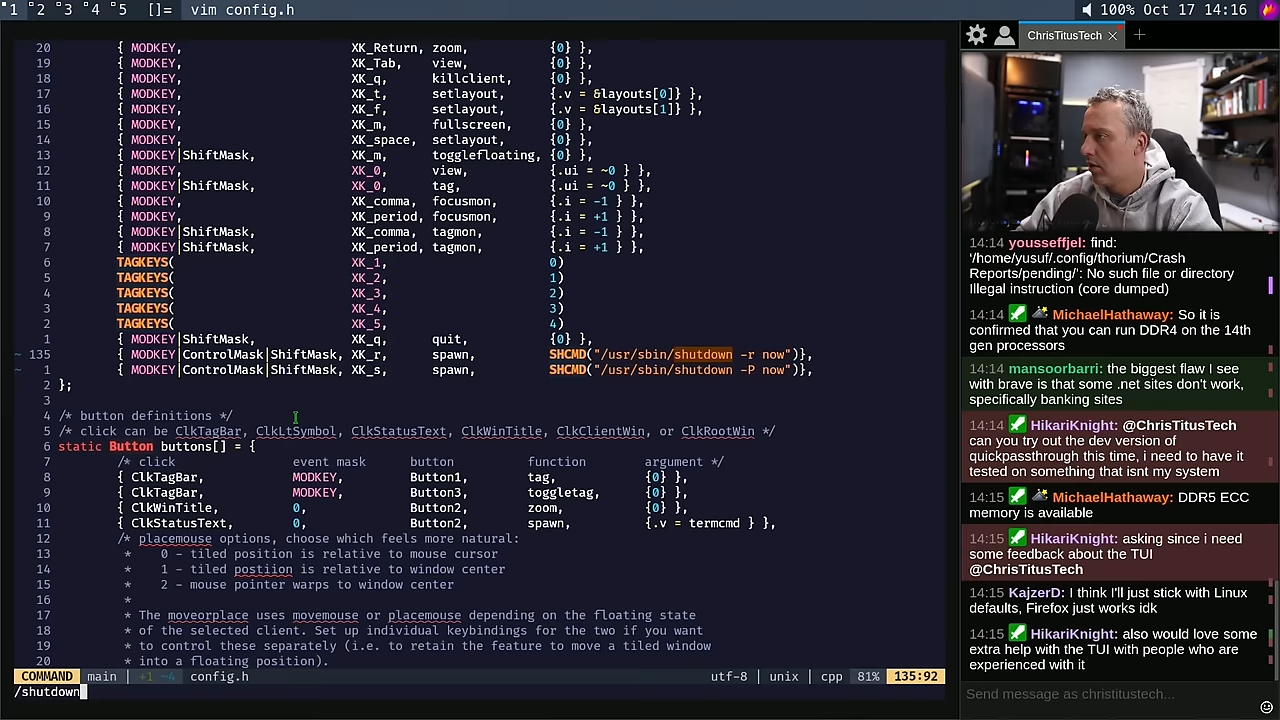 1 2 3 4 5 []= vim config.h 100% Oct 17 14:16
20 { MODKEY, XK_Return, zoom, {0} },
19 { MODKEY, XK_Tab, view, {0} },
18 { MODKEY, XK_q, killclient, {0} },
17 { MODKEY, XK_t, setlayout, {.v = &layouts[0]} },
16 { MODKEY, XK_f, setlayout, {.v = &layouts[1]} },
15 { MODKEY, XK_m, fullscreen, {0} },
14 { MODKEY, XK_space, setlayout, {0} },
13 { MODKEY|ShiftMask, XK_m, togglefloating, {0} },
12 { MODKEY, XK_0, view, {.ui = ~0 } },
11 { MODKEY|ShiftMask, XK_0, tag, {.ui = ~0 } },
10 { MODKEY, XK_comma, focusmon, {.i = -1 } },
9 { MODKEY, XK_period, focusmon, {.i = +1 } },
8 { MODKEY|ShiftMask, XK_comma, tagmon, {.i = -1 } },
7 { MODKEY|ShiftMask, XK_period, tagmon, {.i = +1 } },
6 TAGKEYS( XK_1, 0)
5 TAGKEYS( XK_2, 1)
4 TAGKEYS( XK_3, 2)
3 TAGKEYS( XK_4, 3)
2 TAGKEYS( XK_5, 4)
1 { MODKEY|ShiftMask, XK_q, quit, {0} },
~ 135 { MODKEY|ControlMask|ShiftMask, XK_r, spawn, SHCMD("/usr/sbin/shutdown -r now")},
~ 1 { MODKEY|ControlMask|ShiftMask, XK_s, spawn, SHCMD("/usr/sbin/shutdown -P now")},
2 };
3
4 /* button definitions */
5 /* click can be ClkTagBar, ClkLtSymbol, ClkStatusText, ClkWinTitle, ClkClientWin, or ClkRootWin */
6 static Button buttons[] = {
7 /* click event mask button function argument */
8 { ClkTagBar, MODKEY, Button1, tag, {0} },
9 { ClkTagBar, MODKEY, Button3, toggletag, {0} },
10 { ClkWinTitle, 0, Button2, zoom, {0} },
11 { ClkStatusText, 0, Button2, spawn, {.v = termcmd } },
12 /* placemouse options, choose which feels more natural:
13 * 0 - tiled position is relative to mouse cursor
14 * 1 - tiled postiion is relative to window center
15 * 2 - mouse pointer warps to window center
16 *
17 * The moveorplace uses movemouse or placemouse depending on the floating state
18 * of the selected client. Set up individual keybindings for the two if you want
19 * to control these separately (i.e. to retain the feature to move a tiled window
20 * into a floating position).
COMMAND main | +1 ~4 config.h utf-8 | unix | cpp 81% 135:92
/shutdown
ChrisTitusTech
14:14 yousseffjel: find:
'/home/yusuf/.config/thorium/Crash
Reports/pending/': No such file or directory
Illegal instruction (core dumped)
14:14 MichaelHathaway: So it is
confirmed that you can run DDR4 on the 14th
gen processors
14:14 mansoorbarri: the biggest flaw I see
with brave is that some .net sites don't work,
specifically banking sites
14:14 HikariKnight: @ChrisTitusTech
can you try out the dev version of
quickpassthrough this time, i need to have it
tested on something that isnt my system
14:15 MichaelHathaway: DDR5 ECC
memory is available
14:15 HikariKnight: asking since i need
some feedback about the TUI
@ChrisTitusTech
14:15 KajzerD: I think I'll just stick with Linux
defaults, Firefox just works idk
14:15 HikariKnight: also would love some
extra help with the TUI with people who are
experienced with it
Send message as christitustech...